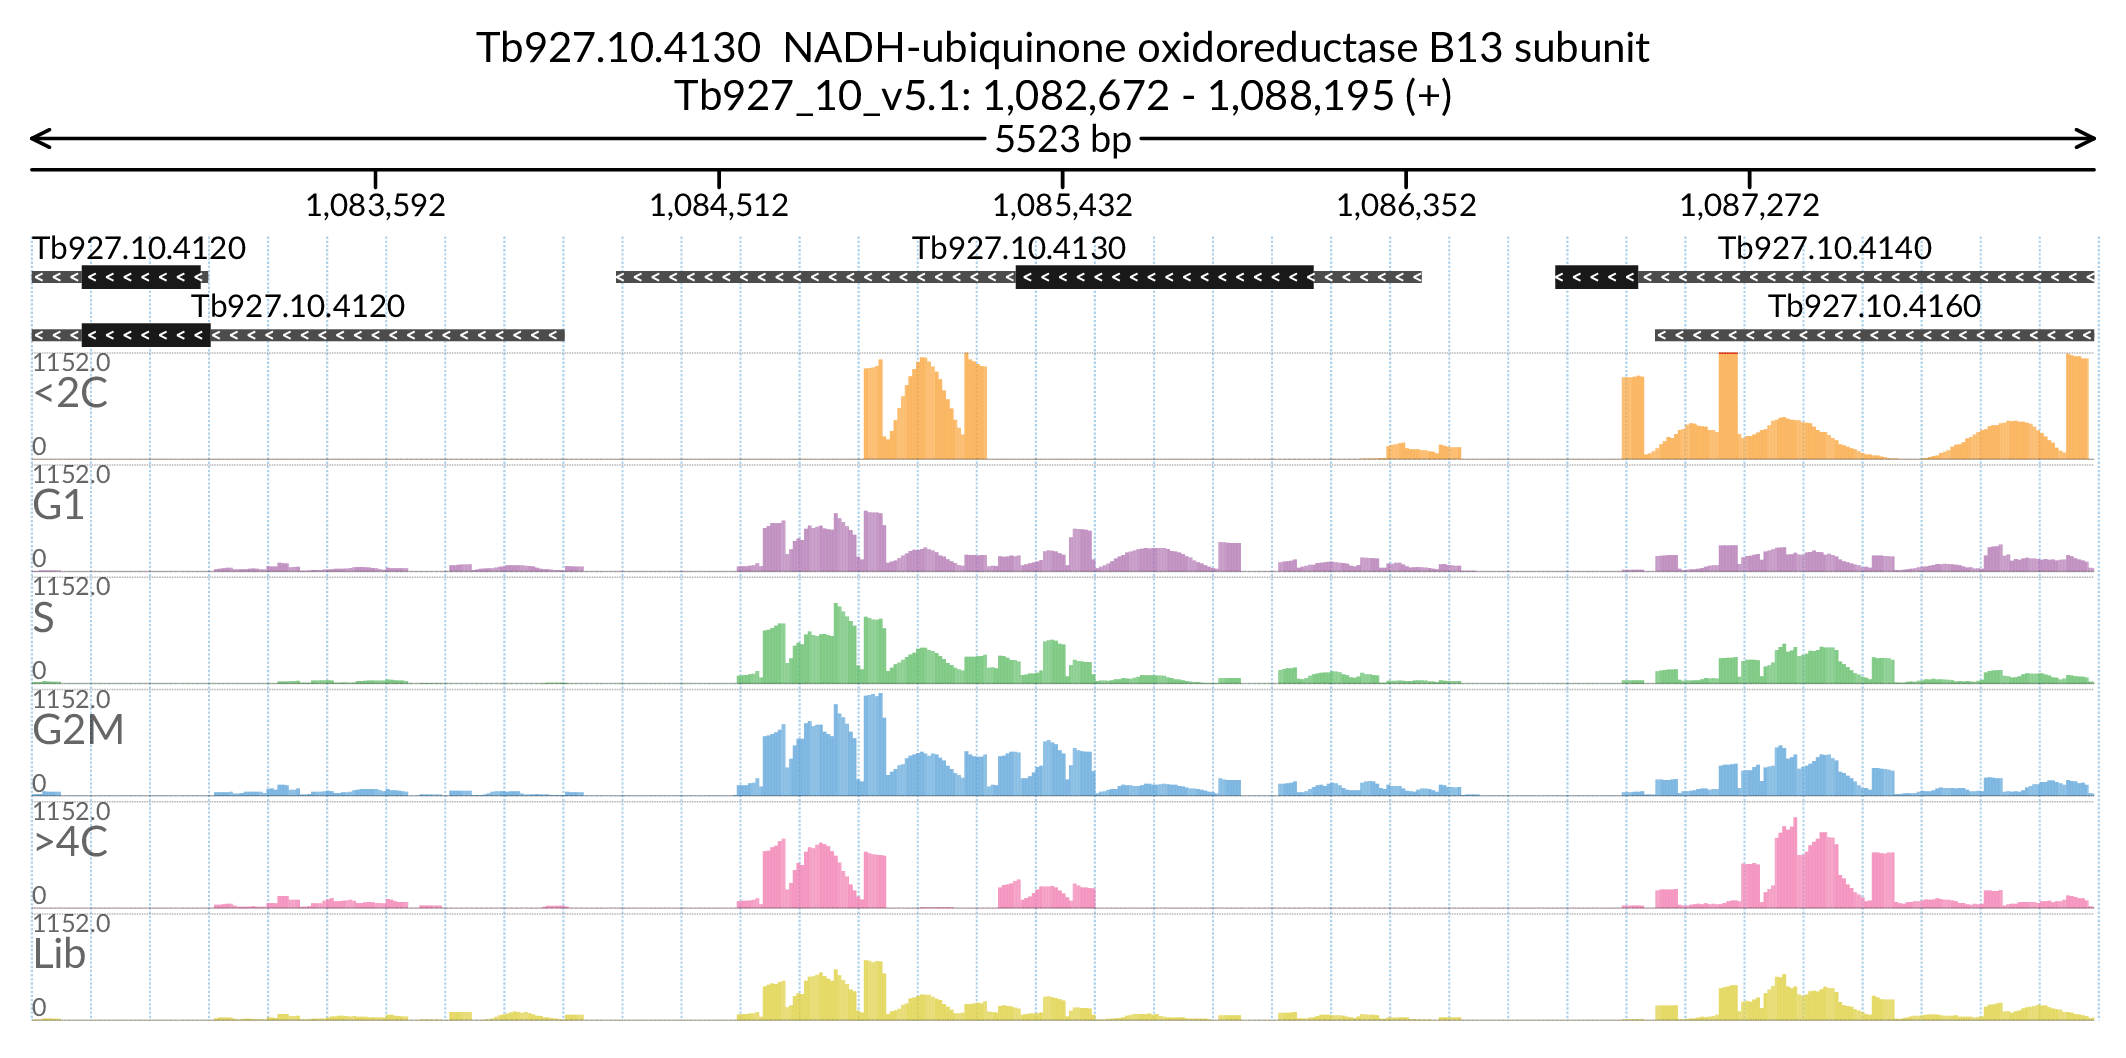 Tb927.10.4130  NADH-ubiquinone oxidoreductase B13 subunit
Tb927_10_v5.1: 1,082,672 - 1,088,195 (+)
5523 bp
1,083,592 1,084,512 1,085,432 1,086,352 1,087,272
Tb927.10.4120 Tb927.10.4130 Tb927.10.4140
Tb927.10.4120 Tb927.10.4160
1152.0
<2C
0
1152.0
G1
0
1152.0
S
0
1152.0
G2M
0
1152.0
>4C
0
1152.0
Lib
0